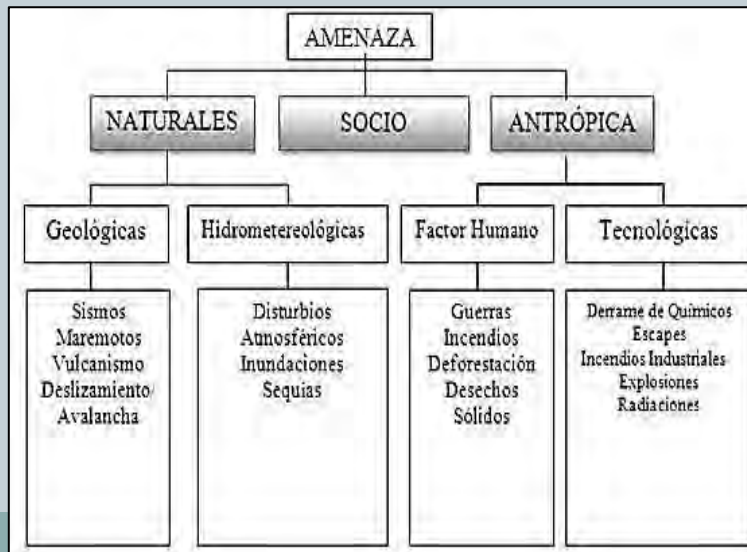 AMENAZA
NATURALES
SOCIO
ANTRÓPICA
Geológicas
Hidrometereológicas
Factor Humano
Tecnológicas
Sismos
Maremotos
Vulcanismo
Deslizamiento/
Avalancha
Disturbios
Atmosféricos
Inundaciones
Sequias
Guerras
Incendios
Deforestación
Desechos
Sólidos
Derrame de Químicos
Escapes
Incendios Industriales
Explosiones
Radiaciones